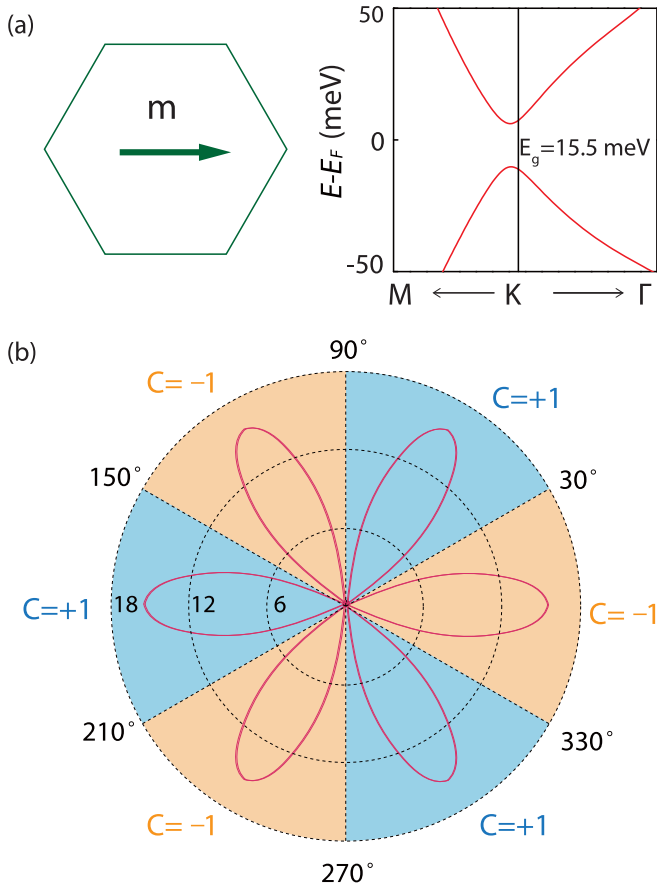 (a)
m
50
0
-50
E-E_F (meV)
E_g=15.5 meV
M ← K → Γ
(b)
90°
C= −1
C=+1
150°
30°
C=+1
18 12 6
C= −1
210°
330°
C= −1
C=+1
270°